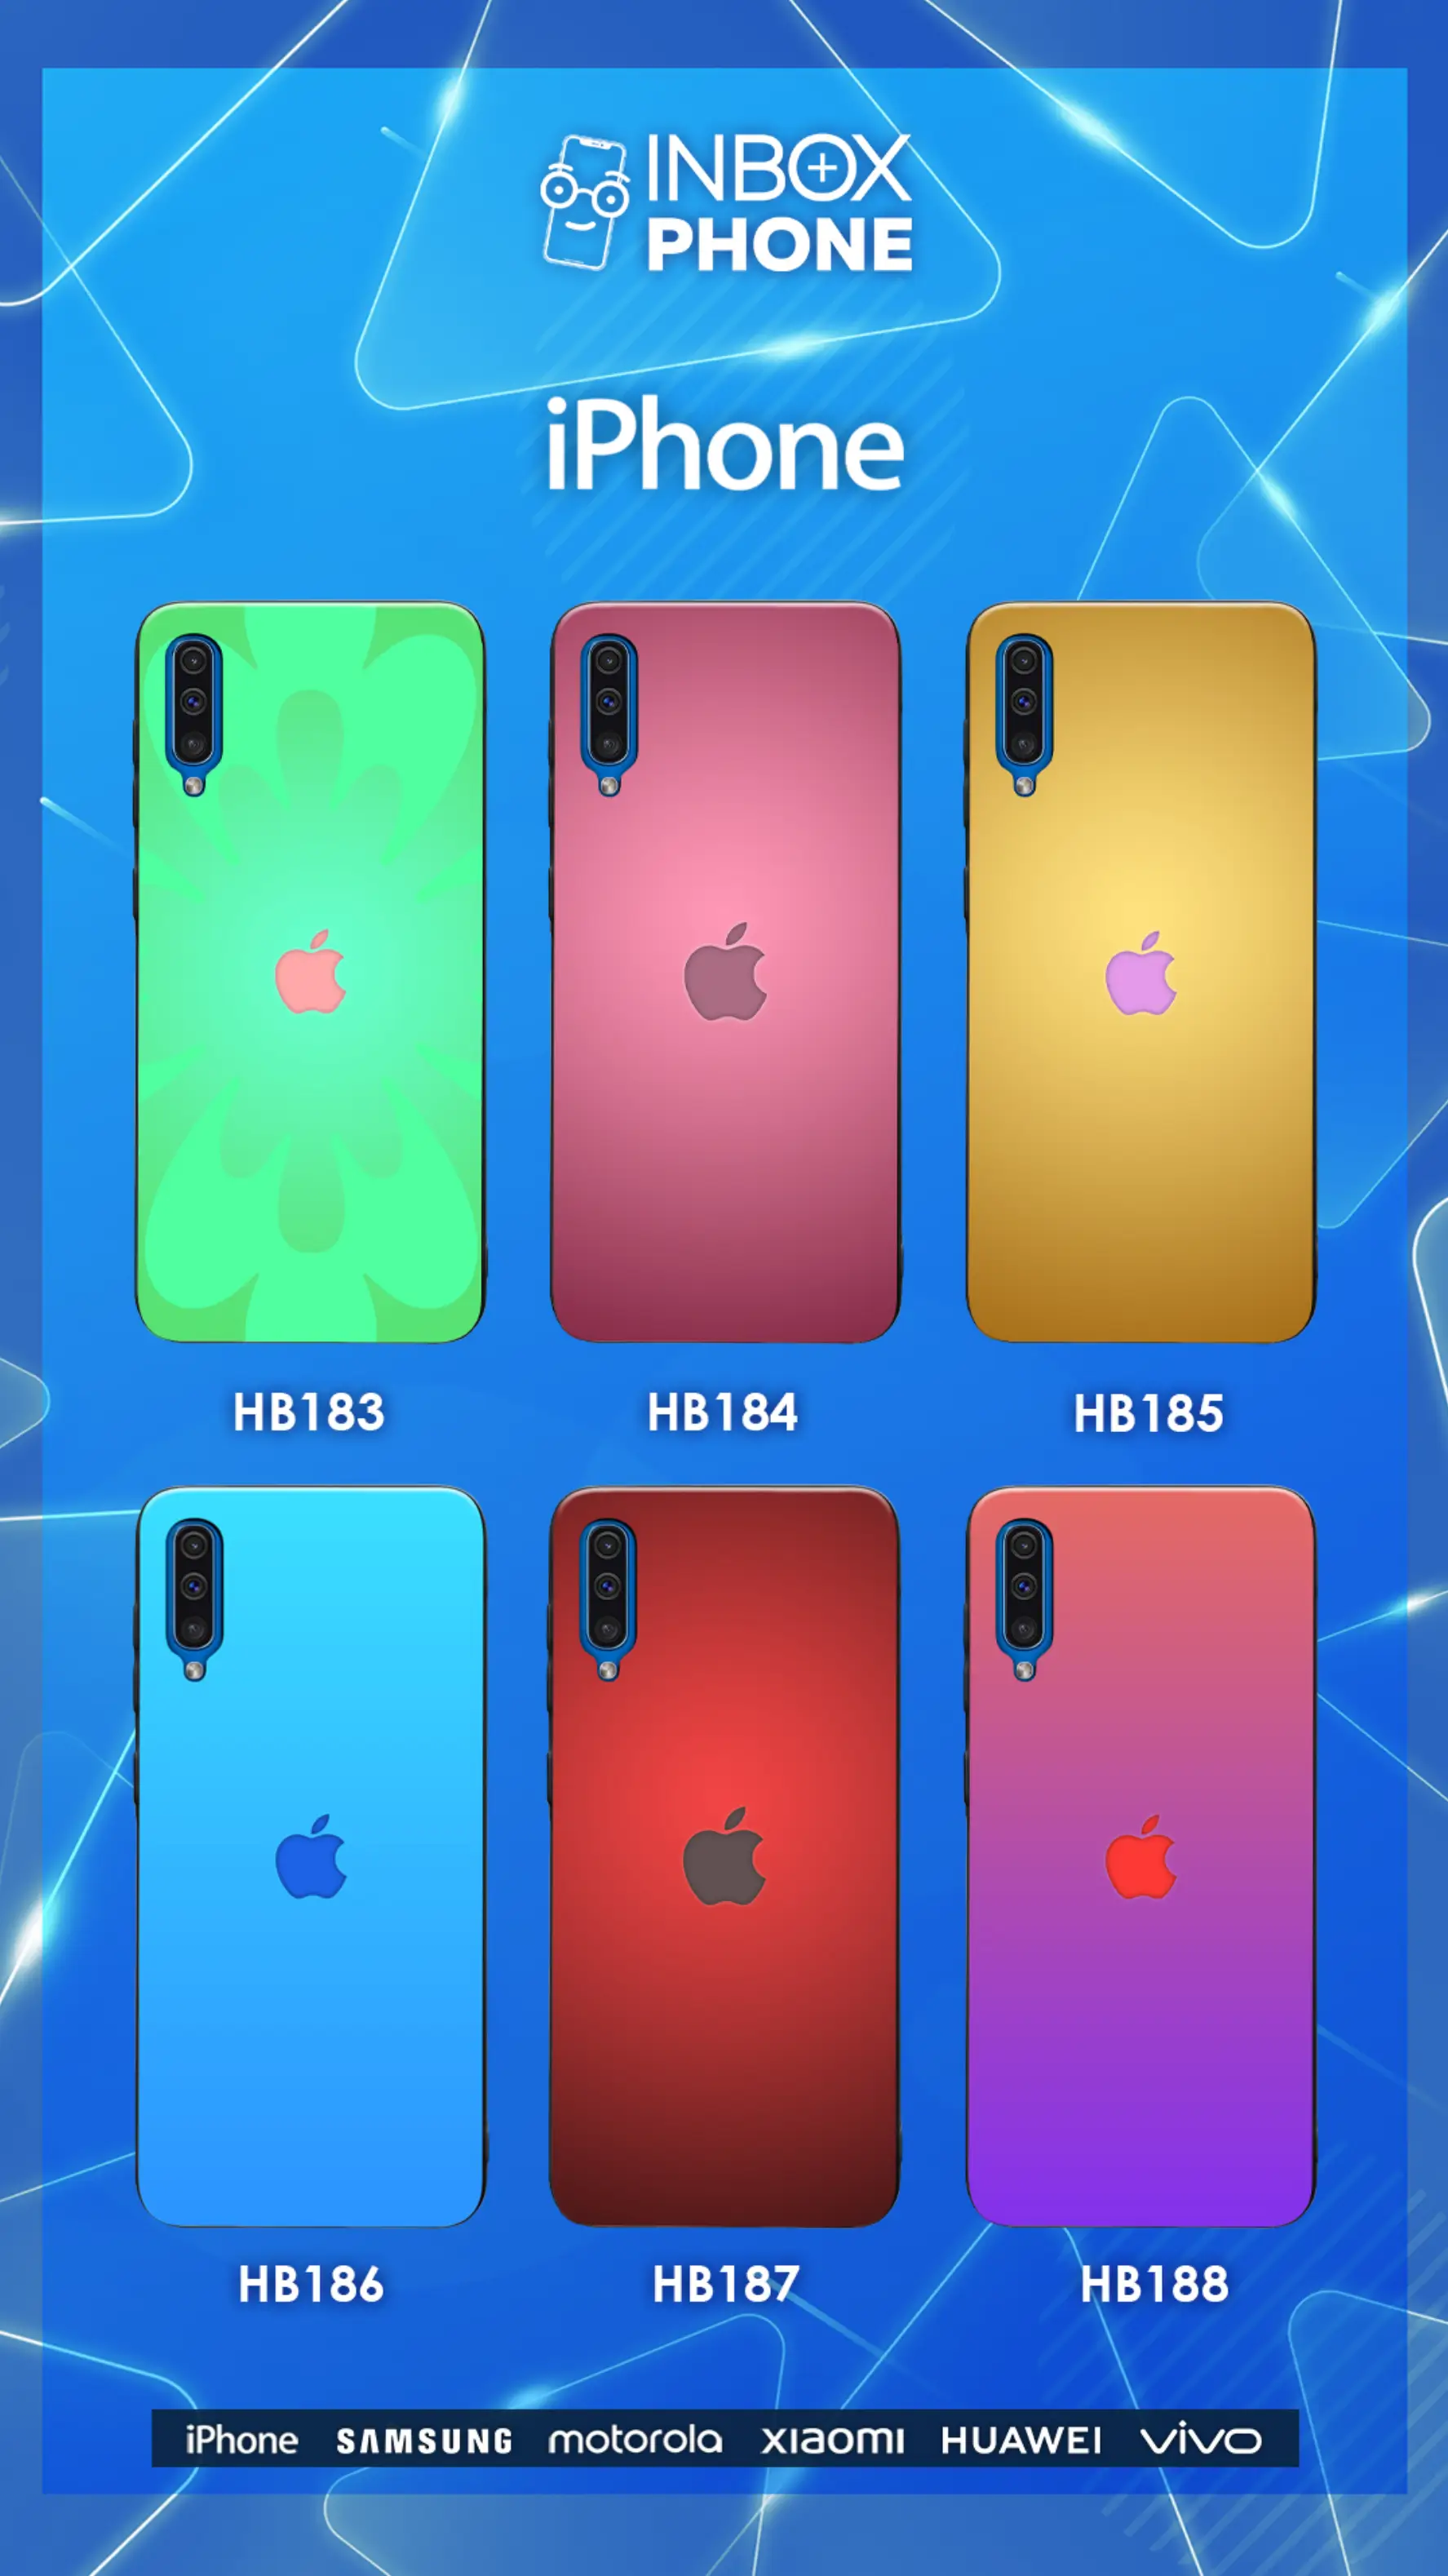 INBOX
PHONE
iPhone
HB183
HB184
HB185
HB186
HB187
HB188
iPhone SAMSUNG motorola xiaomi HUAWEI vivo